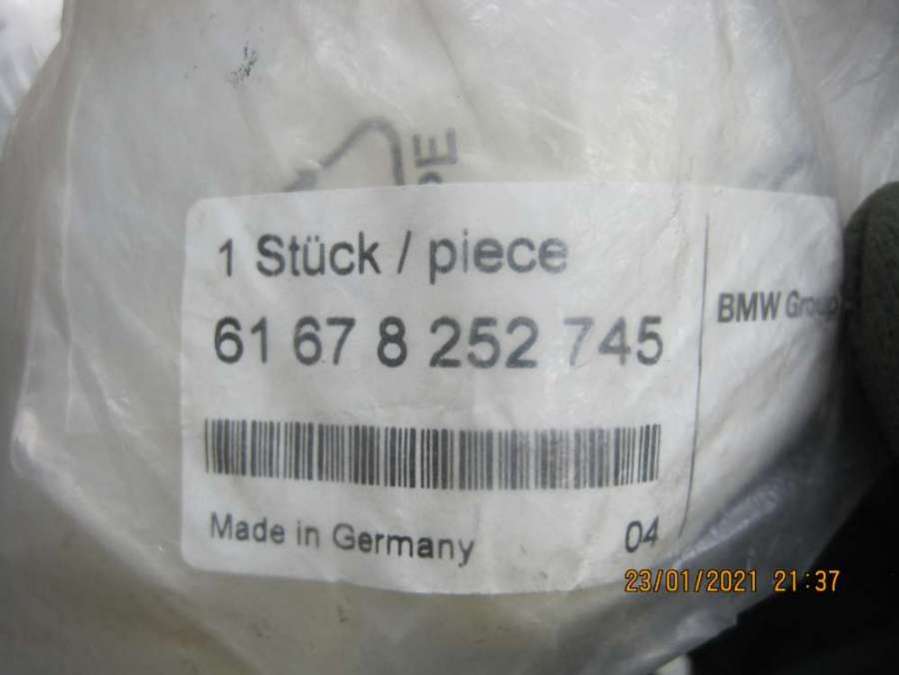 PE
1 Stück / piece
61 67 8 252 745
BMW Group
Made in Germany
04
23/01/2021 21:37